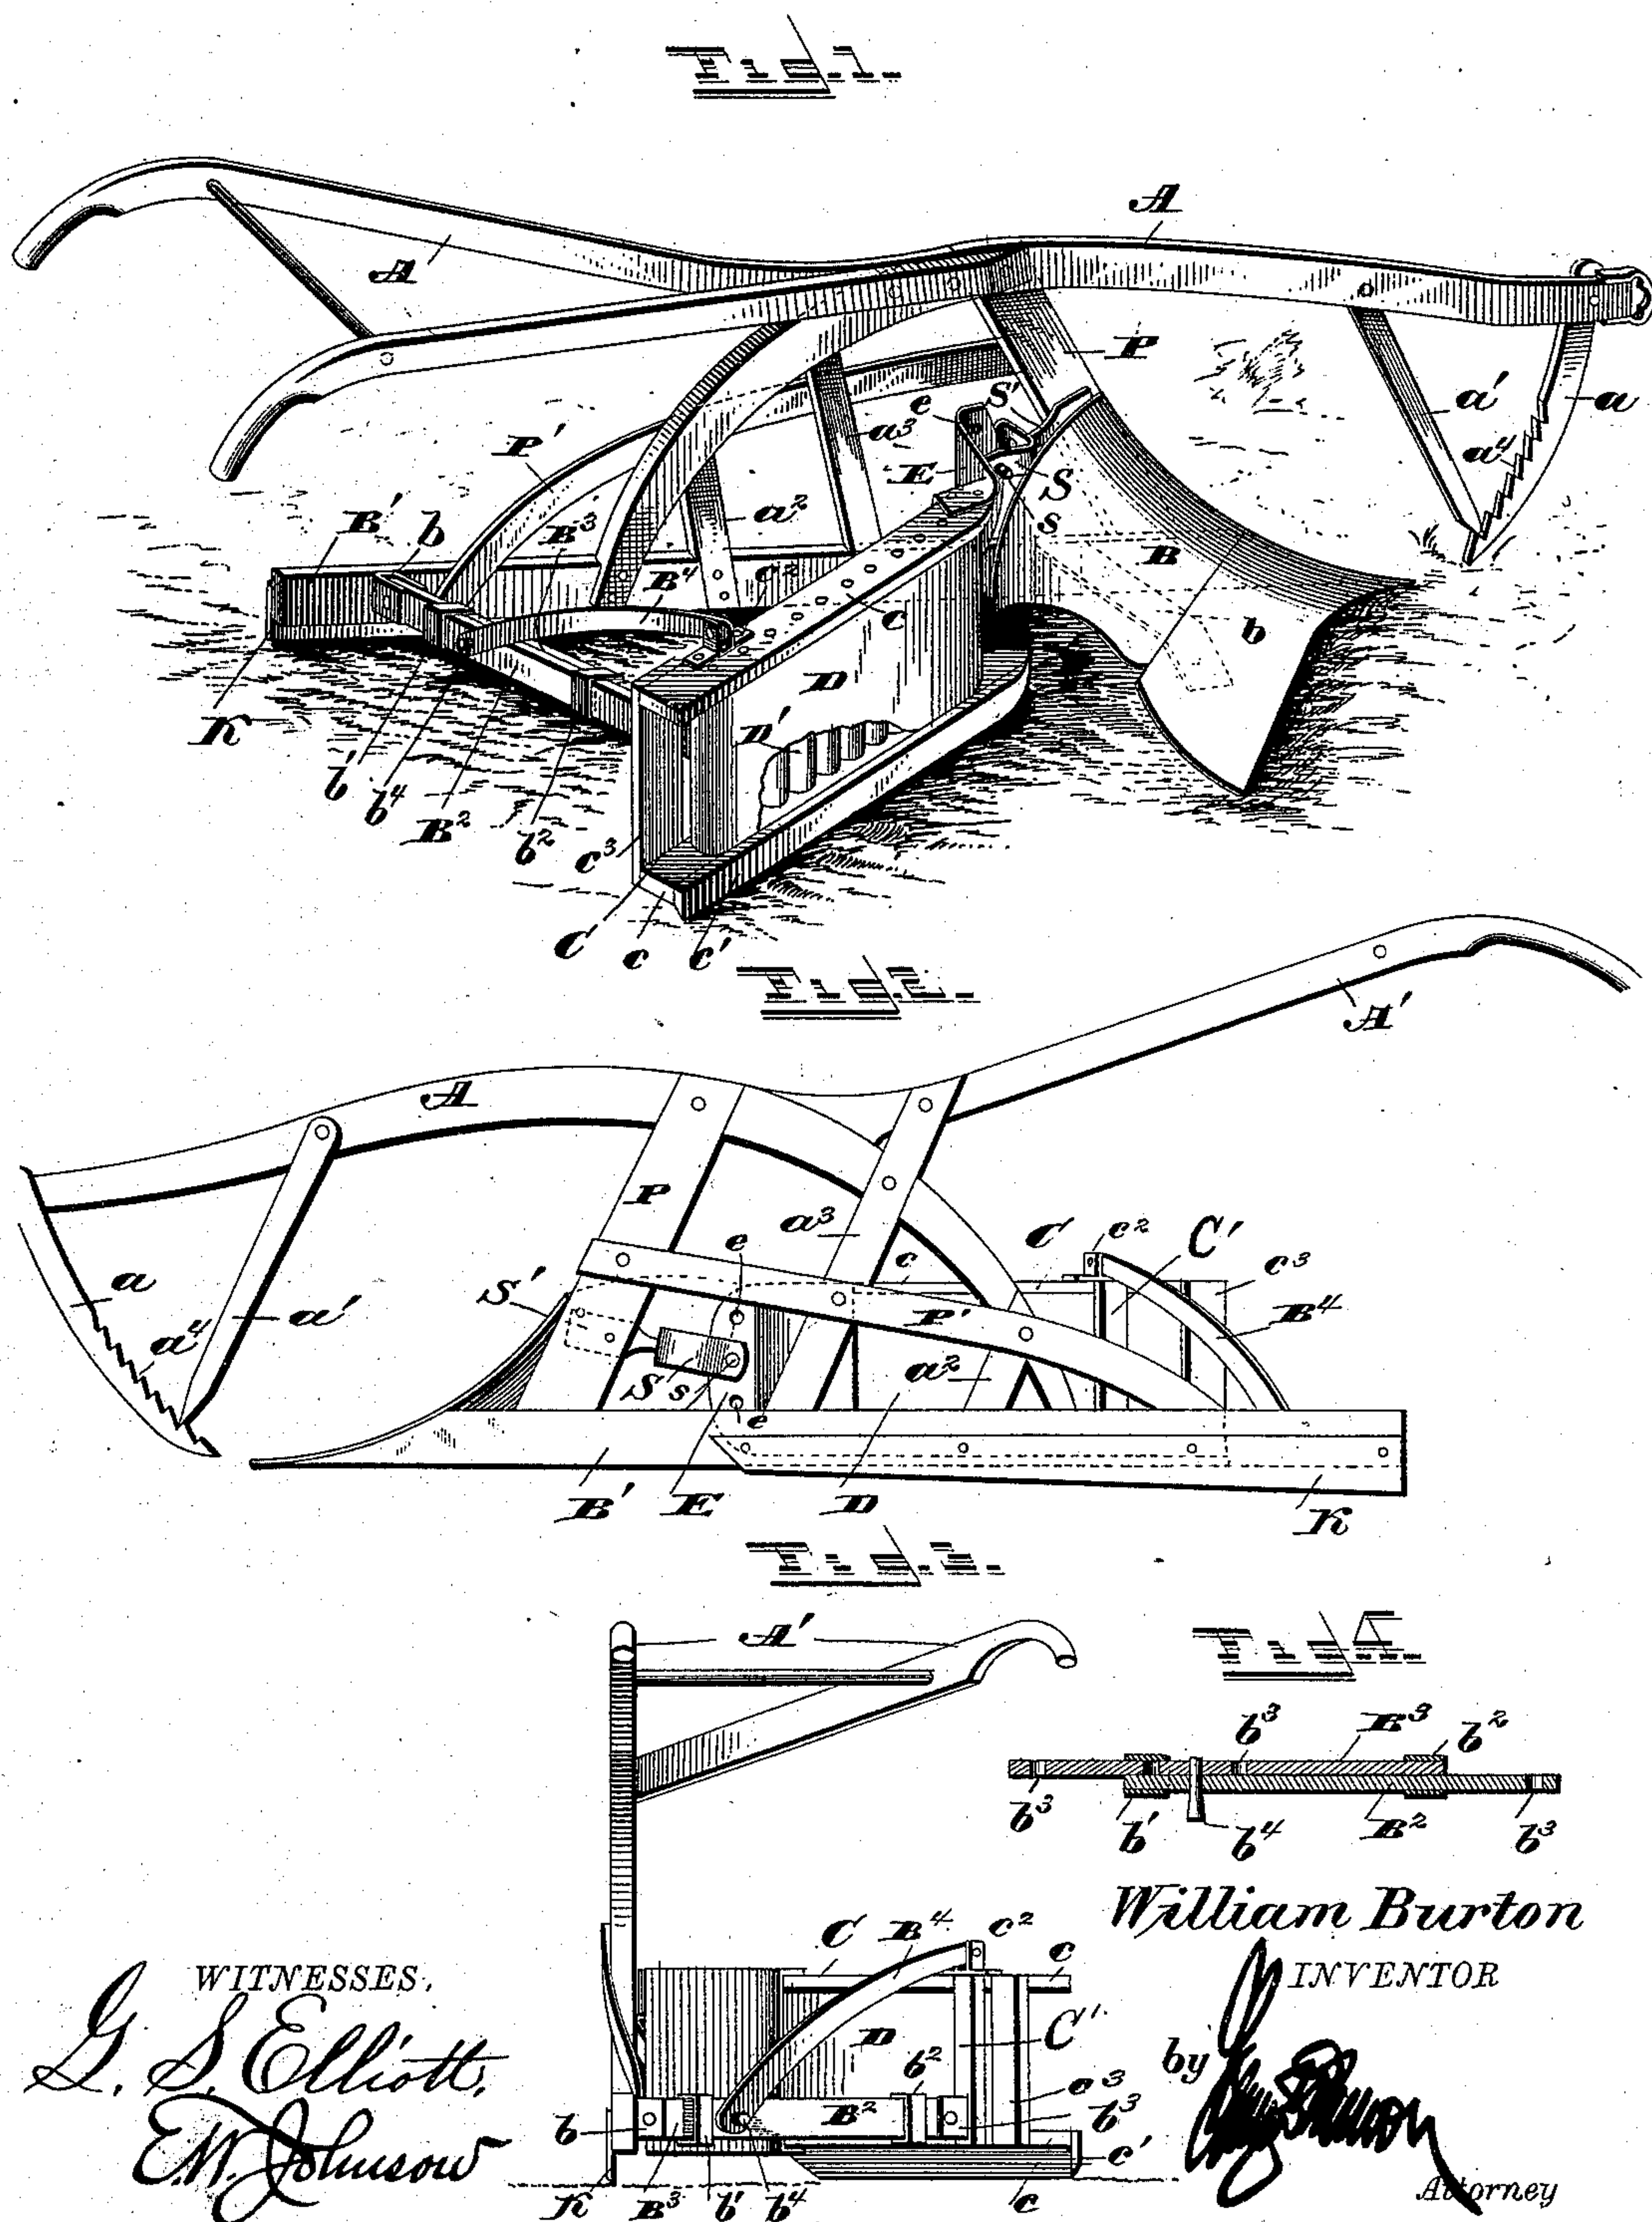 Fig. 1.
A
A
P
a'
a
a⁴
S'
e
a³
E
S
s
P'
B'
b
B³
a²
B⁴
C²
c
B
b
D
D'
K
b'
b⁴
B²
b²
c³
C
c
c'
Fig. 2.
A'
A
P
a³
e
C
c²
C'
c³
c
B⁴
S'
a
a'
a⁴
P'
a²
S
s
e
B'
E
D
K
Fig. 3.
A'
Fig. 4.
b³
B³
b²
b³
b'
b⁴
B²
b³
William Burton
INVENTOR
C
B⁴
c²
c
WITNESSES,
G. S. Elliott,
E. W. Johnson
D
C'
b²
by
c³
b
B²
b³
c'
K
B³
b'
b⁴
c
Attorney